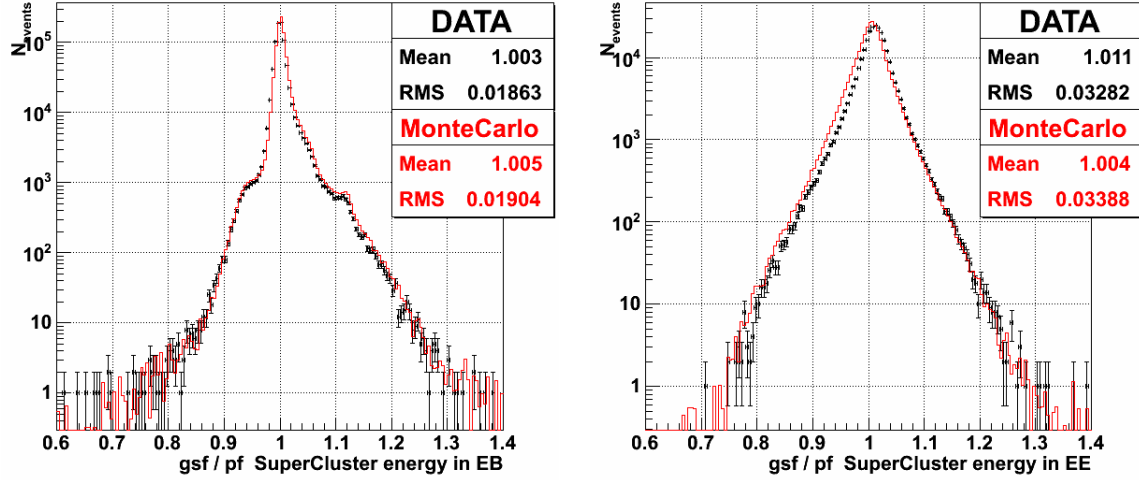 N_events
10^5
10^4
10^3
10^2
10
1
0.6 0.7 0.8 0.9 1 1.1 1.2 1.3 1.4
gsf / pf SuperCluster energy in EB
DATA
Mean 1.003
RMS 0.01863
MonteCarlo
Mean 1.005
RMS 0.01904
N_events
10^4
10^3
10^2
10
1
0.6 0.7 0.8 0.9 1 1.1 1.2 1.3 1.4
gsf / pf SuperCluster energy in EE
DATA
Mean 1.011
RMS 0.03282
MonteCarlo
Mean 1.004
RMS 0.03388